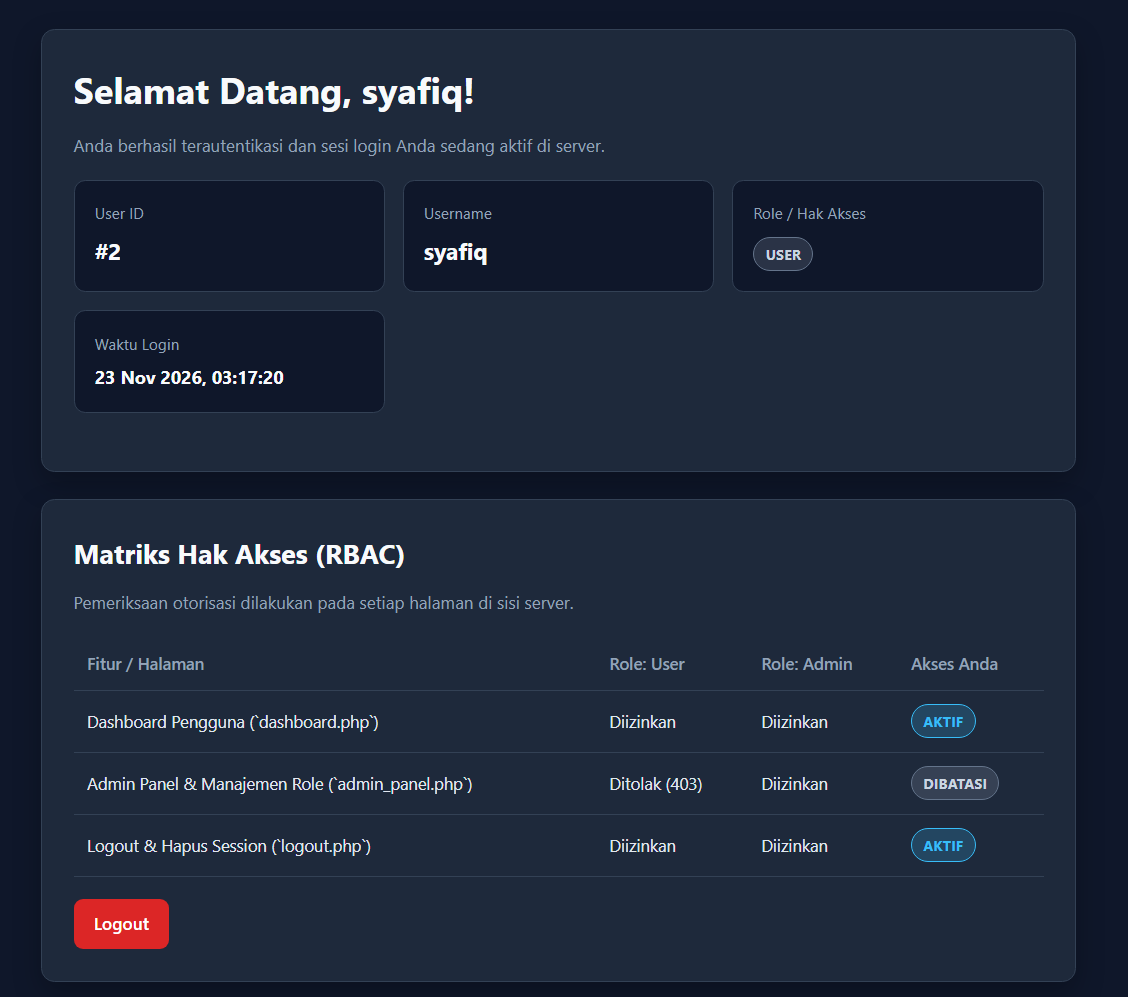 Selamat Datang, syafiq!
Anda berhasil terautentikasi dan sesi login Anda sedang aktif di server.
User ID
#2
Username
syafiq
Role / Hak Akses
USER
Waktu Login
23 Nov 2026, 03:17:20
Matriks Hak Akses (RBAC)
Pemeriksaan otorisasi dilakukan pada setiap halaman di sisi server.
Fitur / Halaman Role: User Role: Admin Akses Anda
Dashboard Pengguna (`dashboard.php`) Diizinkan Diizinkan AKTIF
Admin Panel & Manajemen Role (`admin_panel.php`) Ditolak (403) Diizinkan DIBATASI
Logout & Hapus Session (`logout.php`) Diizinkan Diizinkan AKTIF
Logout